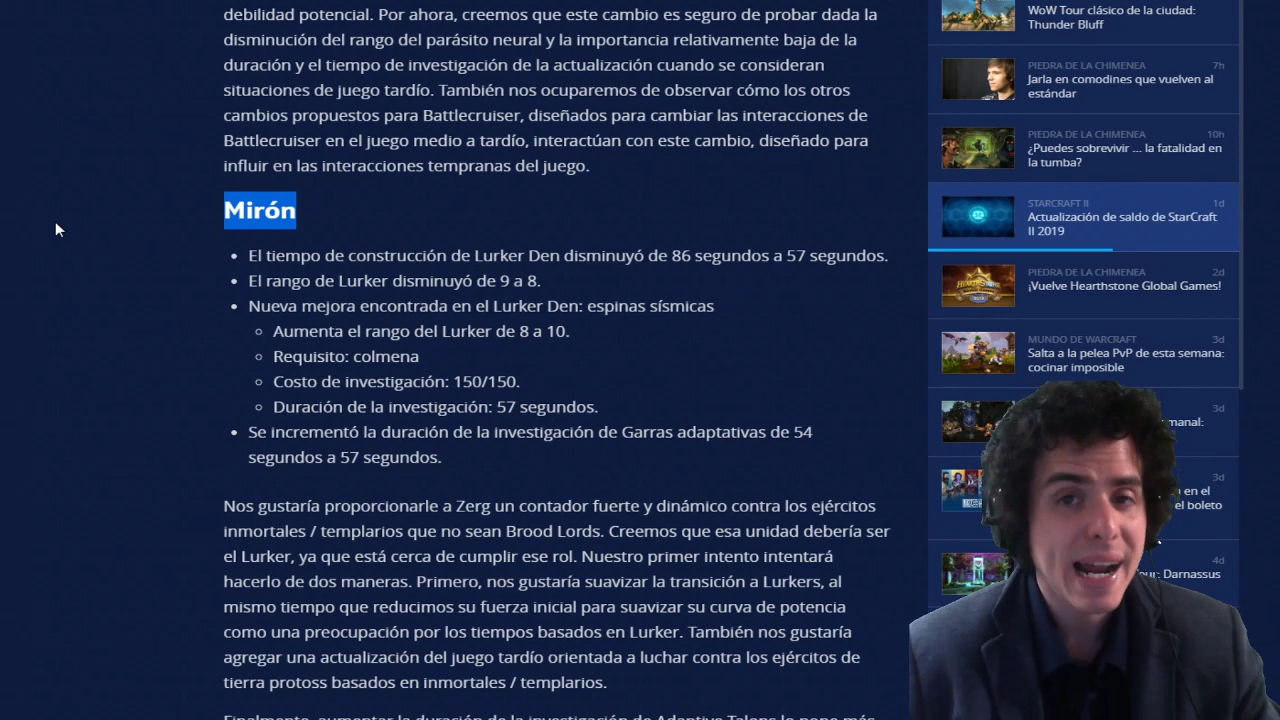 debilidad potencial. Por ahora, creemos que este cambio es seguro de probar dada la
disminución del rango del parásito neural y la importancia relativamente baja de la
duración y el tiempo de investigación de la actualización cuando se consideran
situaciones de juego tardío. También nos ocuparemos de observar cómo los otros
cambios propuestos para Battlecruiser, diseñados para cambiar las interacciones de
Battlecruiser en el juego medio a tardío, interactúan con este cambio, diseñado para
influir en las interacciones tempranas del juego.
Mirón
• El tiempo de construcción de Lurker Den disminuyó de 86 segundos a 57 segundos.
• El rango de Lurker disminuyó de 9 a 8.
• Nueva mejora encontrada en el Lurker Den: espinas sísmicas
◦ Aumenta el rango del Lurker de 8 a 10.
◦ Requisito: colmena
◦ Costo de investigación: 150/150.
◦ Duración de la investigación: 57 segundos.
• Se incrementó la duración de la investigación de Garras adaptativas de 54
segundos a 57 segundos.
Nos gustaría proporcionarle a Zerg un contador fuerte y dinámico contra los ejércitos
inmortales / templarios que no sean Brood Lords. Creemos que esa unidad debería ser
el Lurker, ya que está cerca de cumplir ese rol. Nuestro primer intento intentará
hacerlo de dos maneras. Primero, nos gustaría suavizar la transición a Lurkers, al
mismo tiempo que reducimos su fuerza inicial para suavizar su curva de potencia
como una preocupación por los tiempos basados en Lurker. También nos gustaría
agregar una actualización del juego tardío orientada a luchar contra los ejércitos de
tierra protoss basados en inmortales / templarios.
Finalmente, aumentar la duración de la investigación de Adaptive Talons lo pone más
WoW Tour clásico de la ciudad:
Thunder Bluff
PIEDRA DE LA CHIMENEA 7h
Jarla en comodines que vuelven al
estándar
PIEDRA DE LA CHIMENEA 10h
¿Puedes sobrevivir ... la fatalidad en
la tumba?
STARCRAFT II 1d
Actualización de saldo de StarCraft
II 2019
PIEDRA DE LA CHIMENEA 2d
¡Vuelve Hearthstone Global Games!
MUNDO DE WARCRAFT 3d
Salta a la pelea PvP de esta semana:
cocinar imposible
3d
manal:
3d
en el
el boleto
4d
Darnassus